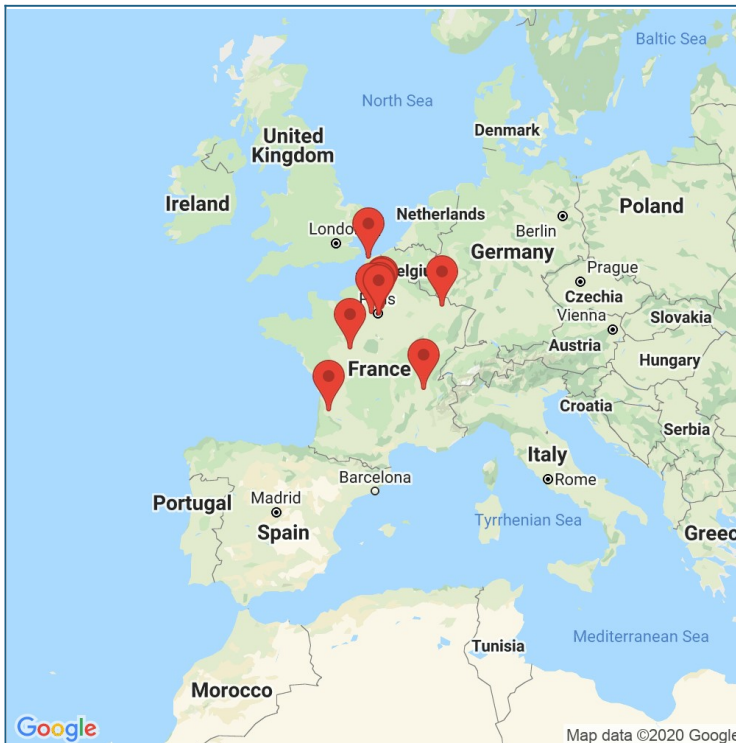 Baltic Sea
North Sea
Denmark
United
Kingdom
Ireland
Netherlands
Poland
London
Berlin
Germany
Prague
Czechia
Vienna
Slovakia
Austria
Hungary
France
Croatia
Serbia
Italy
Rome
Barcelona
Portugal
Madrid
Spain
Tyrrhenian Sea
Greec
Tunisia
Mediterranean Sea
Morocco
Google
Map data ©2020 Google